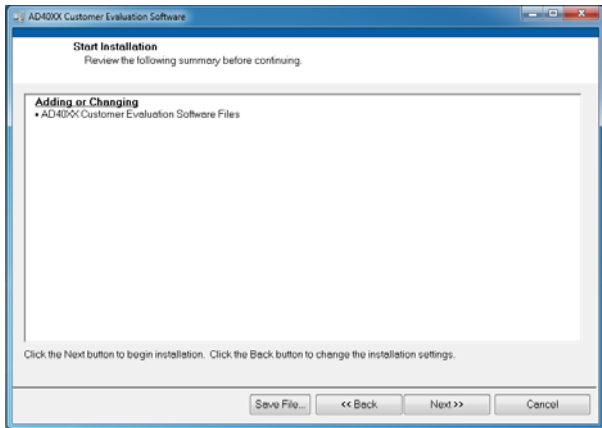 AD40XX Customer Evaluation Software
Start Installation
Review the following summary before continuing.
Adding or Changing
• AD40XX Customer Evaluation Software Files
Click the Next button to begin installation. Click the Back button to change the installation settings.
Save File... << Back Next >> Cancel